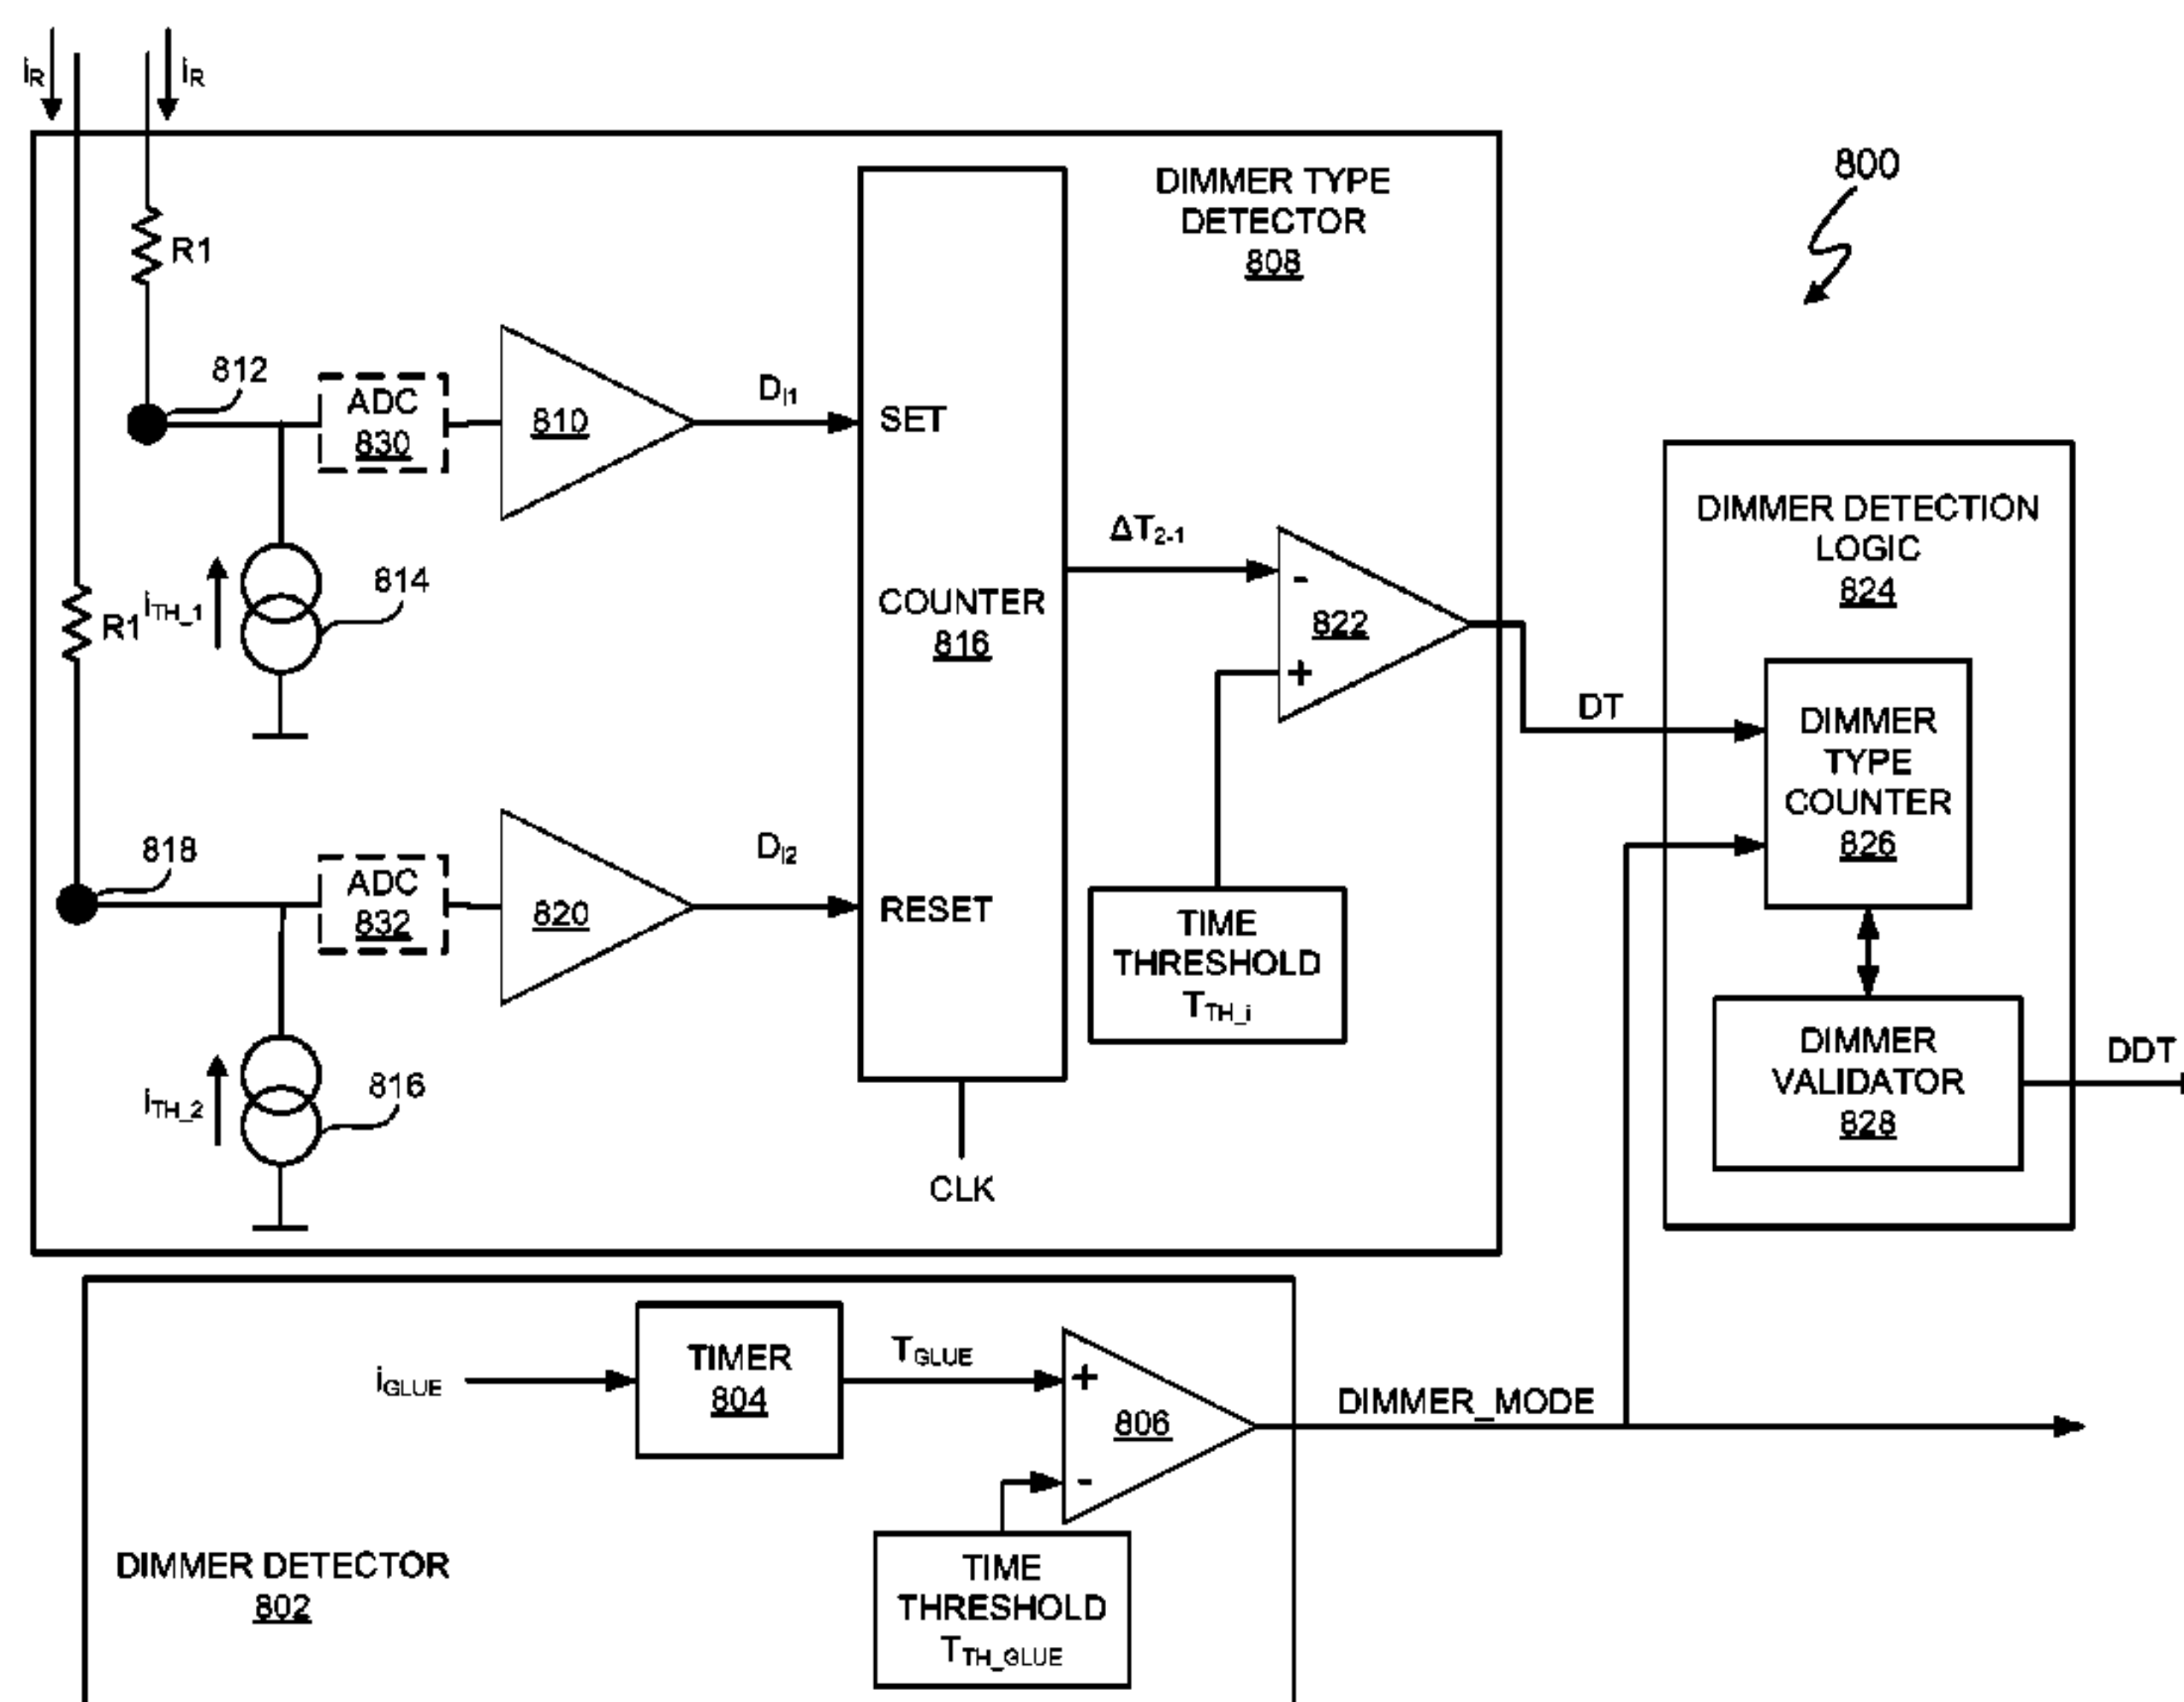 iR
iR
800
DIMMER TYPE
DETECTOR
808
R1
812
ADC
830
810
DI1
SET
ΔT2-1
-
822
+
iTH_1
814
R1
COUNTER
816
DIMMER DETECTION
LOGIC
824
DT
DIMMER
TYPE
COUNTER
826
818
ADC
832
820
DI2
RESET
TIME
THRESHOLD
TTH_i
iTH_2
816
CLK
DIMMER
VALIDATOR
828
DDT
iGLUE
TIMER
804
TGLUE
+
806
-
DIMMER_MODE
DIMMER DETECTOR
802
TIME
THRESHOLD
TTH_GLUE